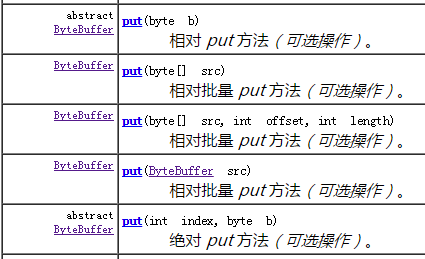 abstract ByteBuffer put(byte b)
相对 put 方法（可选操作）。
ByteBuffer put(byte[] src)
相对批量 put 方法（可选操作）。
ByteBuffer put(byte[] src, int offset, int length)
相对批量 put 方法（可选操作）。
ByteBuffer put(ByteBuffer src)
相对批量 put 方法（可选操作）。
abstract ByteBuffer put(int index, byte b)
绝对 put 方法（可选操作）。